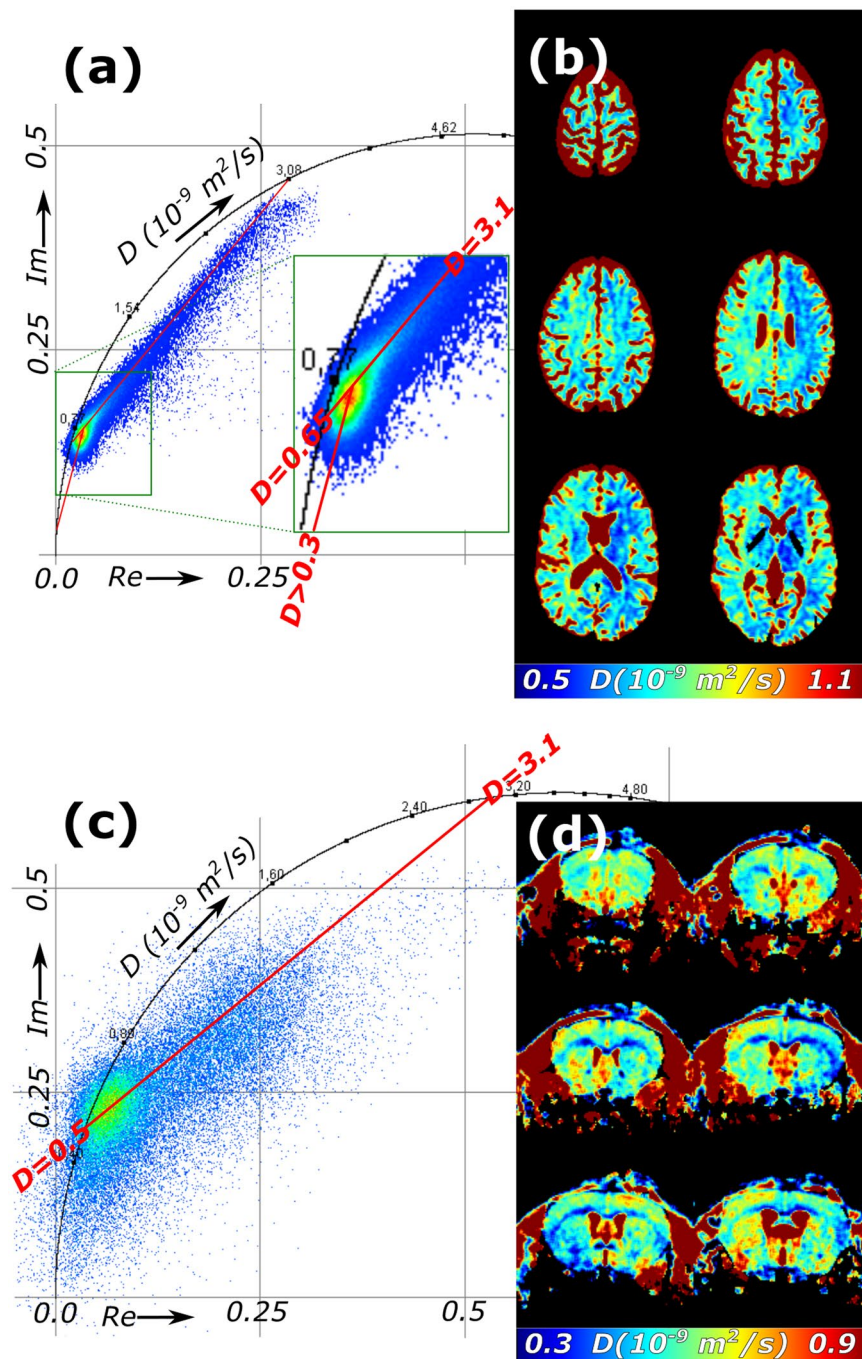 (a)
(b)
0.5
4,62
D (10⁻⁹ m²/s)
3,08
Im
D=3.1
1,54
0.25
0,77
D=0.65
D>0.3
0.0 Re 0.25
0.5 D(10⁻⁹ m²/s) 1.1
(c)
(d)
D=3.1
3,20
4,80
2,40
D (10⁻⁹ m²/s)
1,60
0.5
Im
0,80
0.25
D=0.5
0.0 Re 0.25 0.5
0.3 D(10⁻⁹ m²/s) 0.9